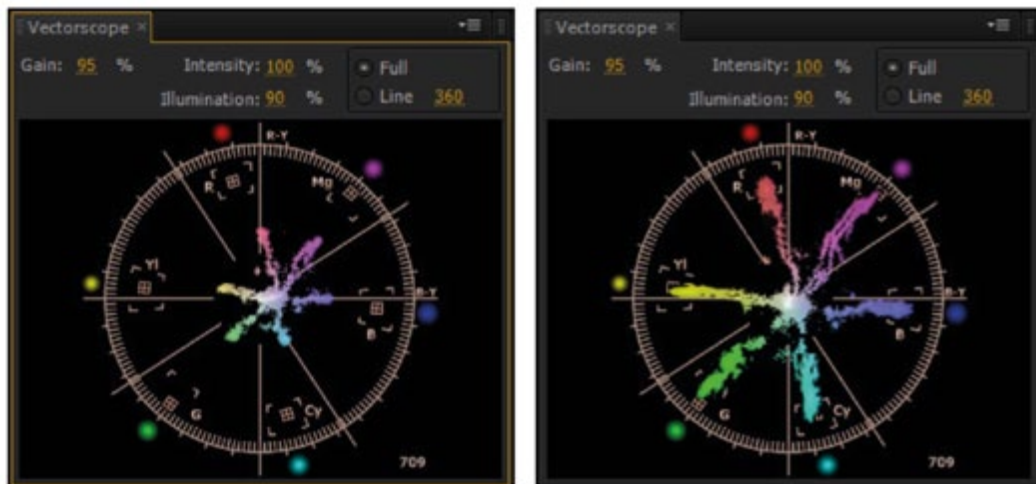 Vectorscope ×
Gain: 95 %
Intensity: 100 %
Full
Illumination: 90 %
Line 360
R-Y
R
Mg
Yl
B-Y
B
G
Cy
709
Vectorscope ×
Gain: 95 %
Intensity: 100 %
Full
Illumination: 90 %
Line 360
R-Y
R
Mg
Yl
B-Y
B
G
Cy
709